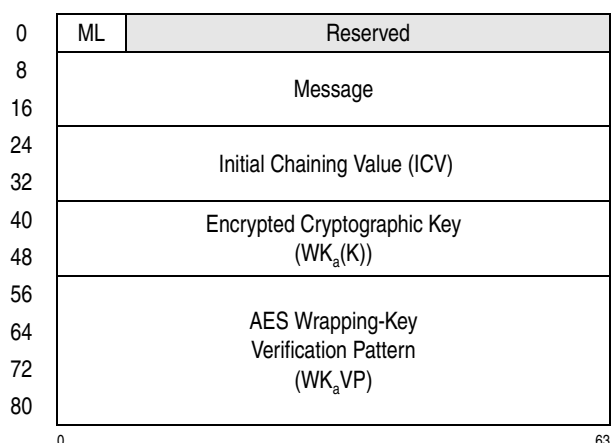 0 ML Reserved
8
Message
16
24
Initial Chaining Value (ICV)
32
40 Encrypted Cryptographic Key
48 (WKa(K))
56
AES Wrapping-Key
64
Verification Pattern
72
(WKaVP)
80
0 63